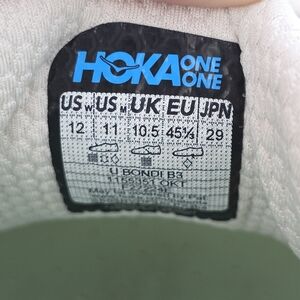 HOKA ONE ONE
US W US M UK EU JPN
12 11 10.5 45⅓ 29
U BONDI B3